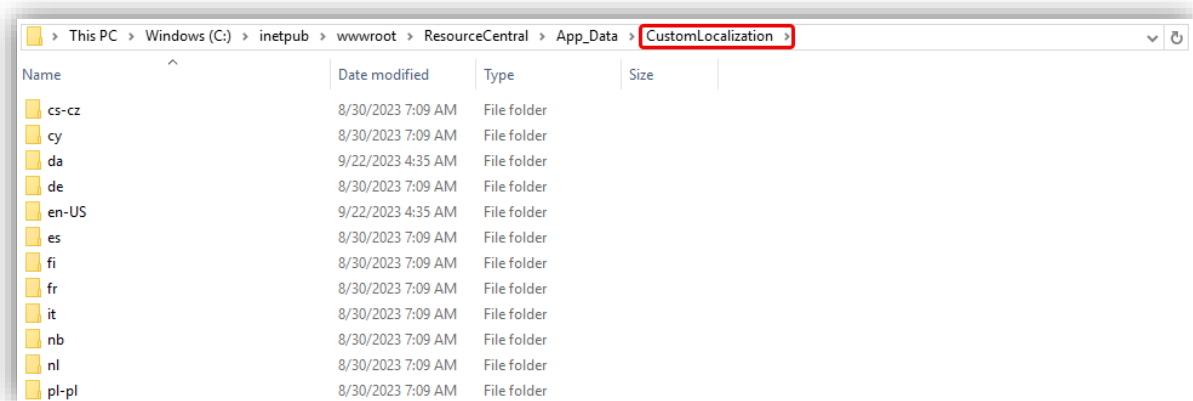 This PC > Windows (C:) > inetpub > wwwroot > ResourceCentral > App_Data > CustomLocalization >
Name Date modified Type Size
cs-cz 8/30/2023 7:09 AM File folder
cy 8/30/2023 7:09 AM File folder
da 9/22/2023 4:35 AM File folder
de 8/30/2023 7:09 AM File folder
en-US 9/22/2023 4:35 AM File folder
es 8/30/2023 7:09 AM File folder
fi 8/30/2023 7:09 AM File folder
fr 8/30/2023 7:09 AM File folder
it 8/30/2023 7:09 AM File folder
nb 8/30/2023 7:09 AM File folder
nl 8/30/2023 7:09 AM File folder
pl-pl 8/30/2023 7:09 AM File folder